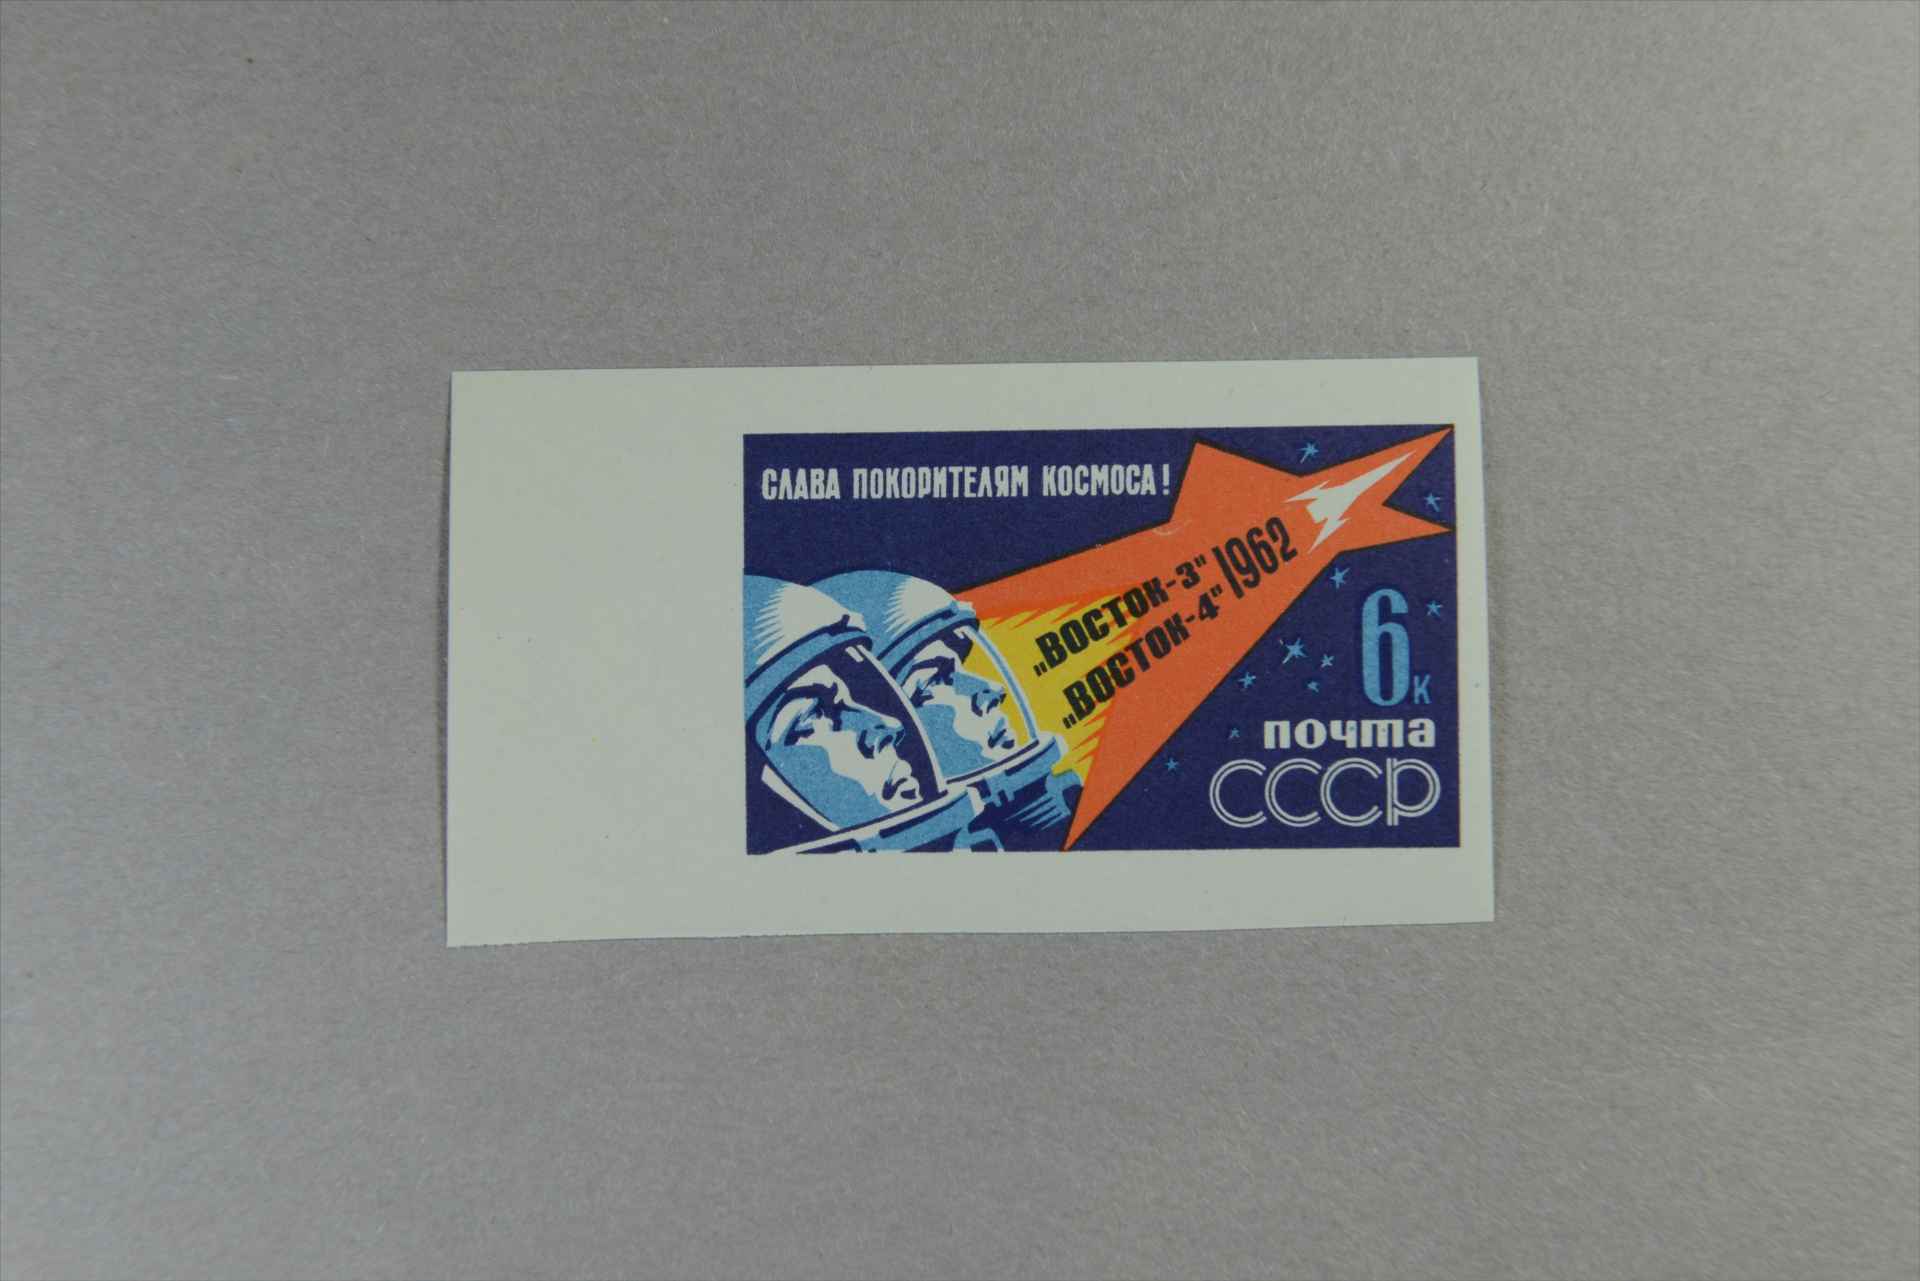 СЛАВА ПОКОРИТЕЛЯМ КОСМОСА!
„ВОСТОК-3"
„ВОСТОК-4"
1962
6к
почта
СССР